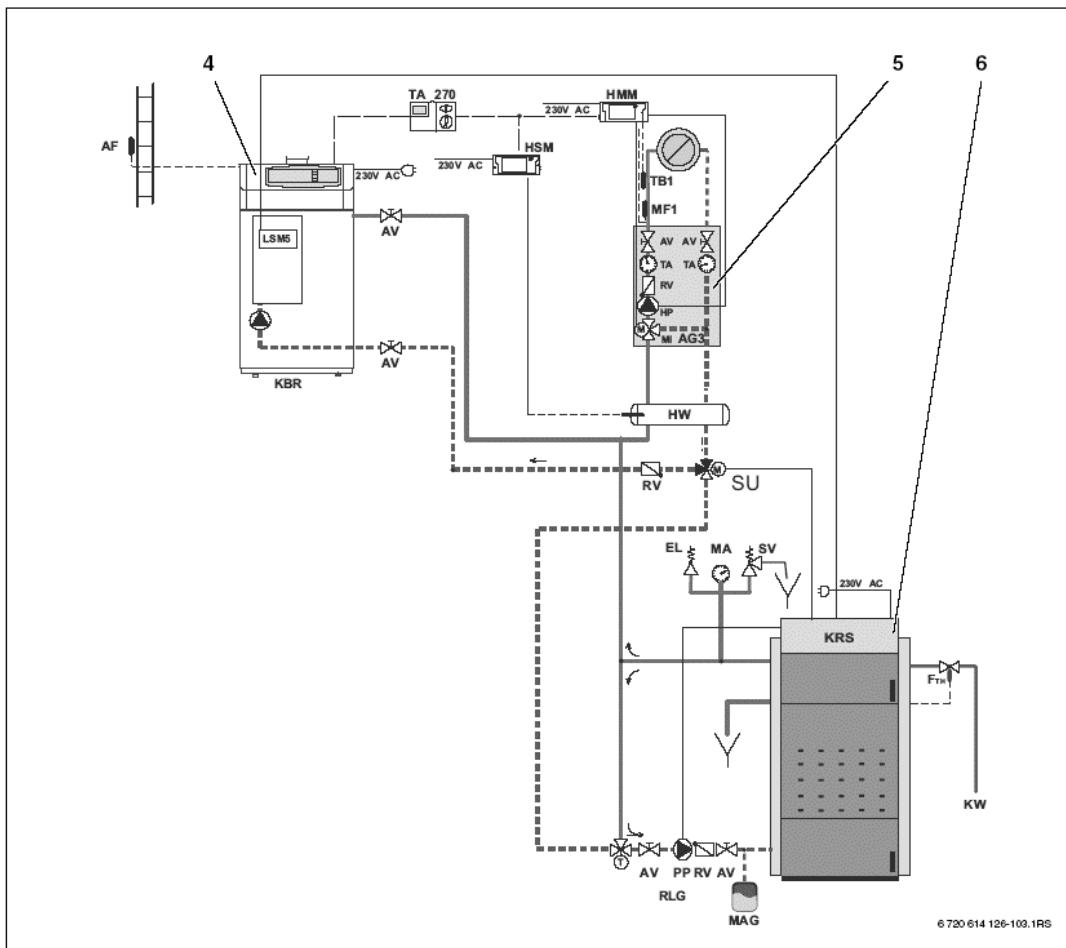 4
5
6
TA 270
HMM
230V AC
AF
HSM
230V AC
230V AC
TB1
MF1
AV
LSM5
AV
AV
TA
TA
RV
HP
M
MI
AG3
AV
KBR
HW
RV
M
SU
EL
MA
SV
230V AC
KRS
FTH
KW
T
AV
PP
RV
AV
RLG
MAG
6 720 614 126-103.1RS